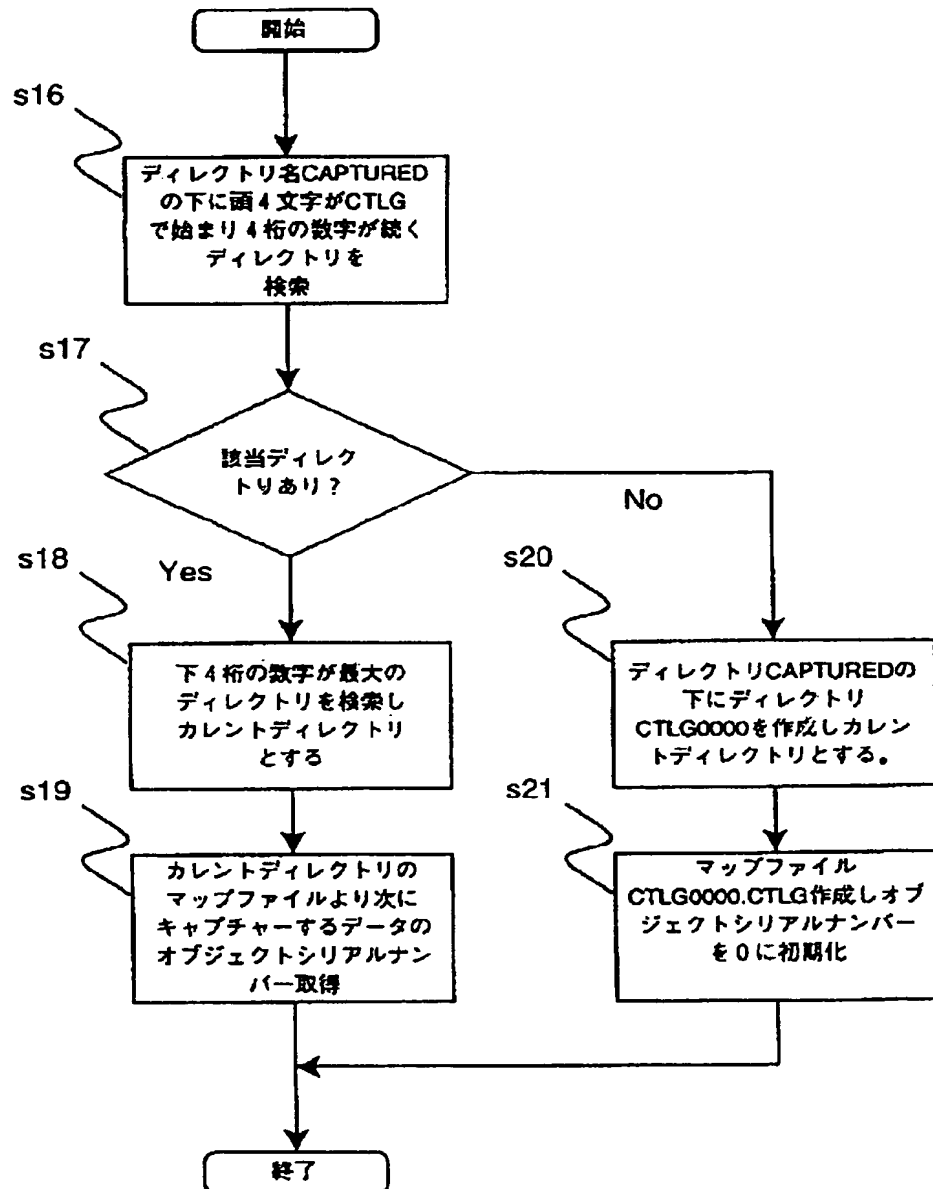 開始
s16
ディレクトリ名CAPTURED
の下に頭4文字がCTLG
で始まり4桁の数字が続く
ディレクトリを
検索
s17
該当ディレク
トリあり？
No
Yes
s18
下4桁の数字が最大の
ディレクトリを検索し
カレントディレクトリ
とする
s20
ディレクトリCAPTUREDの
下にディレクトリ
CTLG0000を作成しカレン
トディレクトリとする。
s19
カレントディレクトリの
マップファイルより次に
キャプチャーするデータの
オブジェクトシリアルナン
バー取得
s21
マップファイル
CTLG0000.CTLG作成しオブ
ジェクトシリアルナンバー
を0に初期化
終了